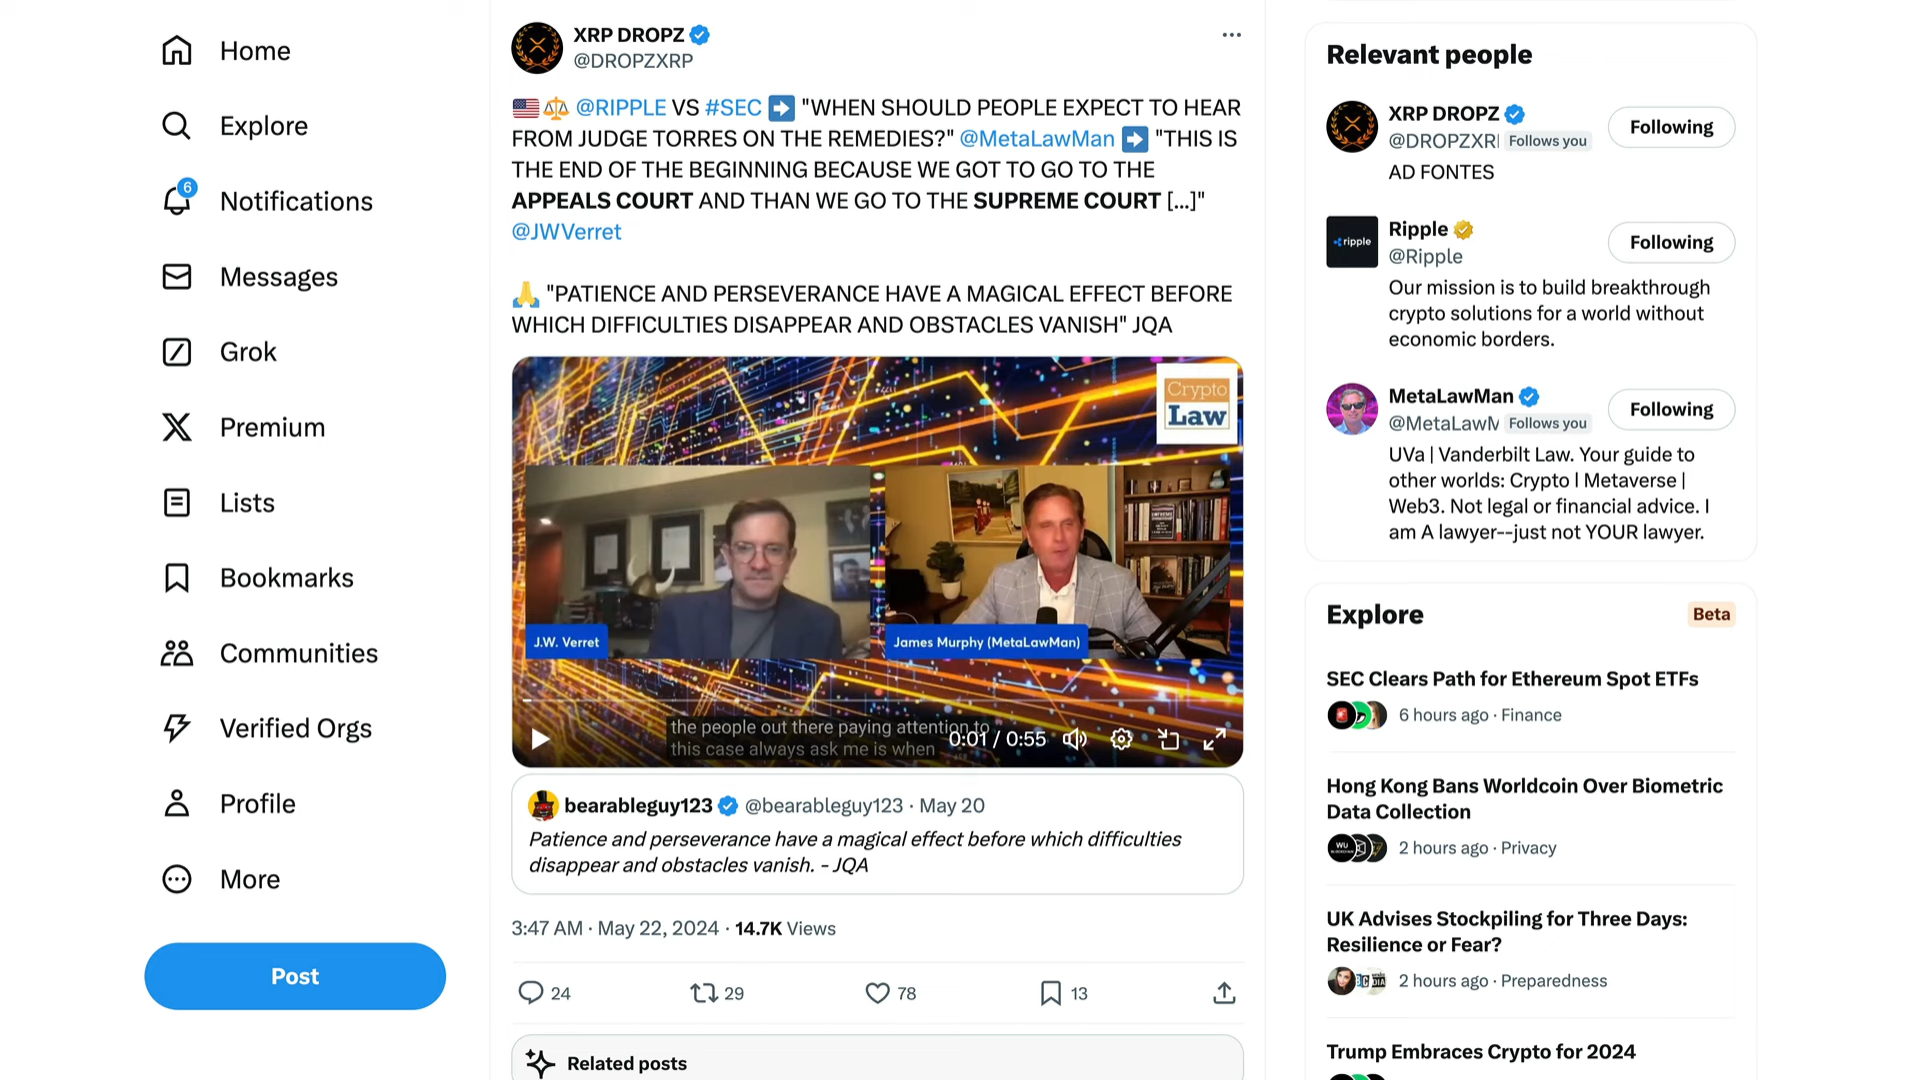 Home
Explore
6
Notifications
Messages
Grok
Premium
Lists
Bookmarks
Communities
Verified Orgs
Profile
More
Post
XRP DROPZ
@DROPZXRP
@RIPPLE VS #SEC "WHEN SHOULD PEOPLE EXPECT TO HEAR
FROM JUDGE TORRES ON THE REMEDIES?" @MetaLawMan "THIS IS
THE END OF THE BEGINNING BECAUSE WE GOT TO GO TO THE
APPEALS COURT AND THAN WE GO TO THE SUPREME COURT [...]"
@JWVerret
"PATIENCE AND PERSEVERANCE HAVE A MAGICAL EFFECT BEFORE
WHICH DIFFICULTIES DISAPPEAR AND OBSTACLES VANISH" JQA
Crypto
Law
J.W. Verret
James Murphy (MetaLawMan)
the people out there paying attention to
this case always ask me is when
0:01 / 0:55
bearableguy123 @bearableguy123 · May 20
Patience and perseverance have a magical effect before which difficulties
disappear and obstacles vanish. - JQA
3:47 AM · May 22, 2024 · 14.7K Views
24
29
78
13
Related posts
Relevant people
XRP DROPZ
@DROPZXR Follows you
Following
AD FONTES
ripple
Ripple
@Ripple
Following
Our mission is to build breakthrough
crypto solutions for a world without
economic borders.
MetaLawMan
@MetaLawM Follows you
Following
UVa | Vanderbilt Law. Your guide to
other worlds: Crypto l Metaverse |
Web3. Not legal or financial advice. I
am A lawyer--just not YOUR lawyer.
Explore
Beta
SEC Clears Path for Ethereum Spot ETFs
6 hours ago · Finance
Hong Kong Bans Worldcoin Over Biometric
Data Collection
WU
2 hours ago · Privacy
UK Advises Stockpiling for Three Days:
Resilience or Fear?
2 hours ago · Preparedness
Trump Embraces Crypto for 2024